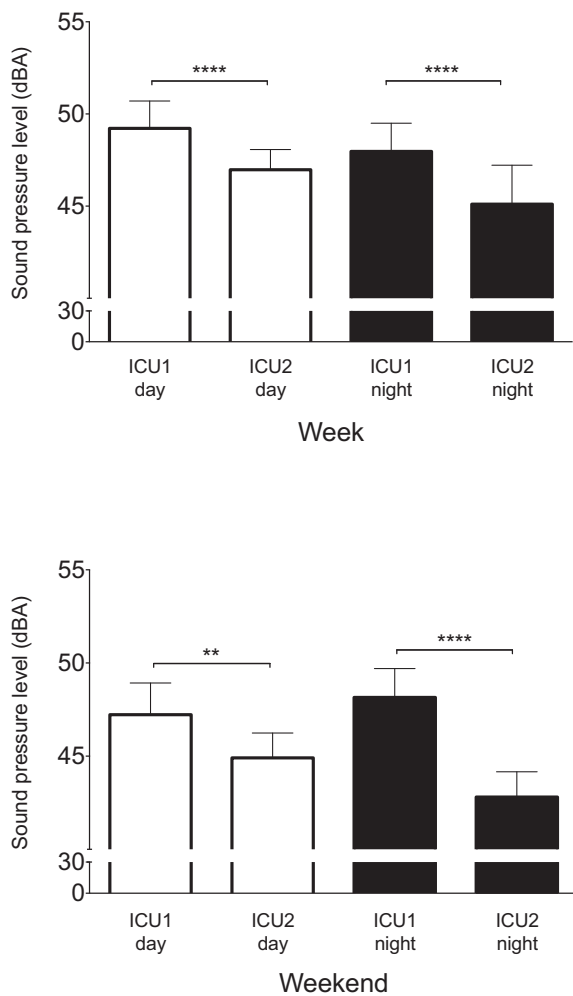 Sound pressure level (dBA)
55
50
45
30
0
****
****
ICU1
day
ICU2
day
ICU1
night
ICU2
night
Week
Sound pressure level (dBA)
55
50
45
30
0
**
****
ICU1
day
ICU2
day
ICU1
night
ICU2
night
Weekend